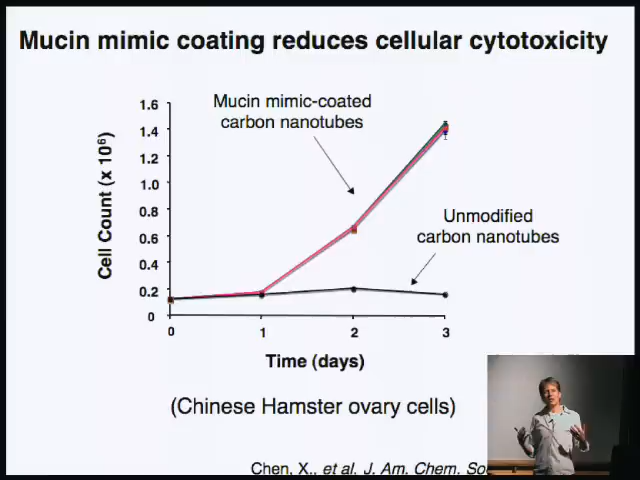 Mucin mimic coating reduces cellular cytotoxicity
1.6
1.4
1.2
1.0
0.8
0.6
0.4
0.2
0
Cell Count (x 10⁶)
Mucin mimic-coated
carbon nanotubes
Unmodified
carbon nanotubes
0 1 2 3
Time (days)
(Chinese Hamster ovary cells)
Chen, X., et al. J. Am. Chem.